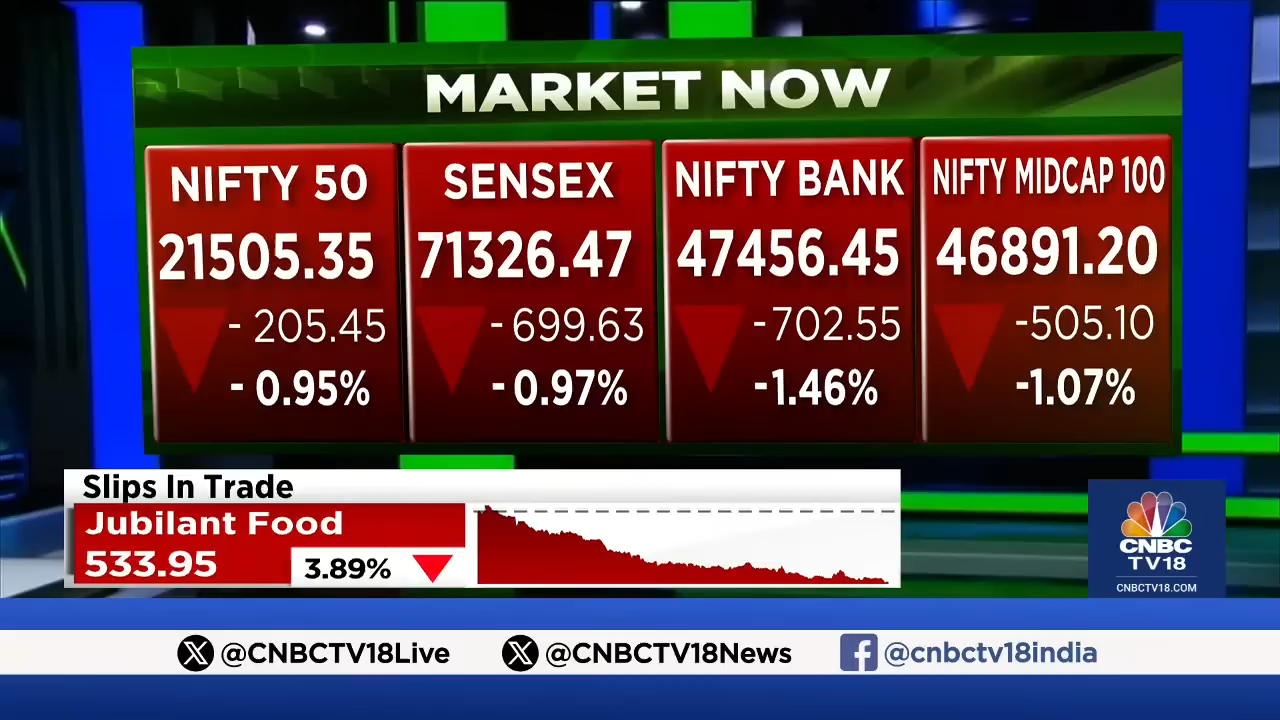 MARKET NOW
NIFTY 50
21505.35
- 205.45
- 0.95%
SENSEX
71326.47
- 699.63
- 0.97%
NIFTY BANK
47456.45
-702.55
-1.46%
NIFTY MIDCAP 100
46891.20
-505.10
-1.07%
Slips In Trade
Jubilant Food
533.95
3.89%
CNBC
TV18
CNBCTV18.COM
@CNBCTV18Live
@CNBCTV18News
@cnbctv18india